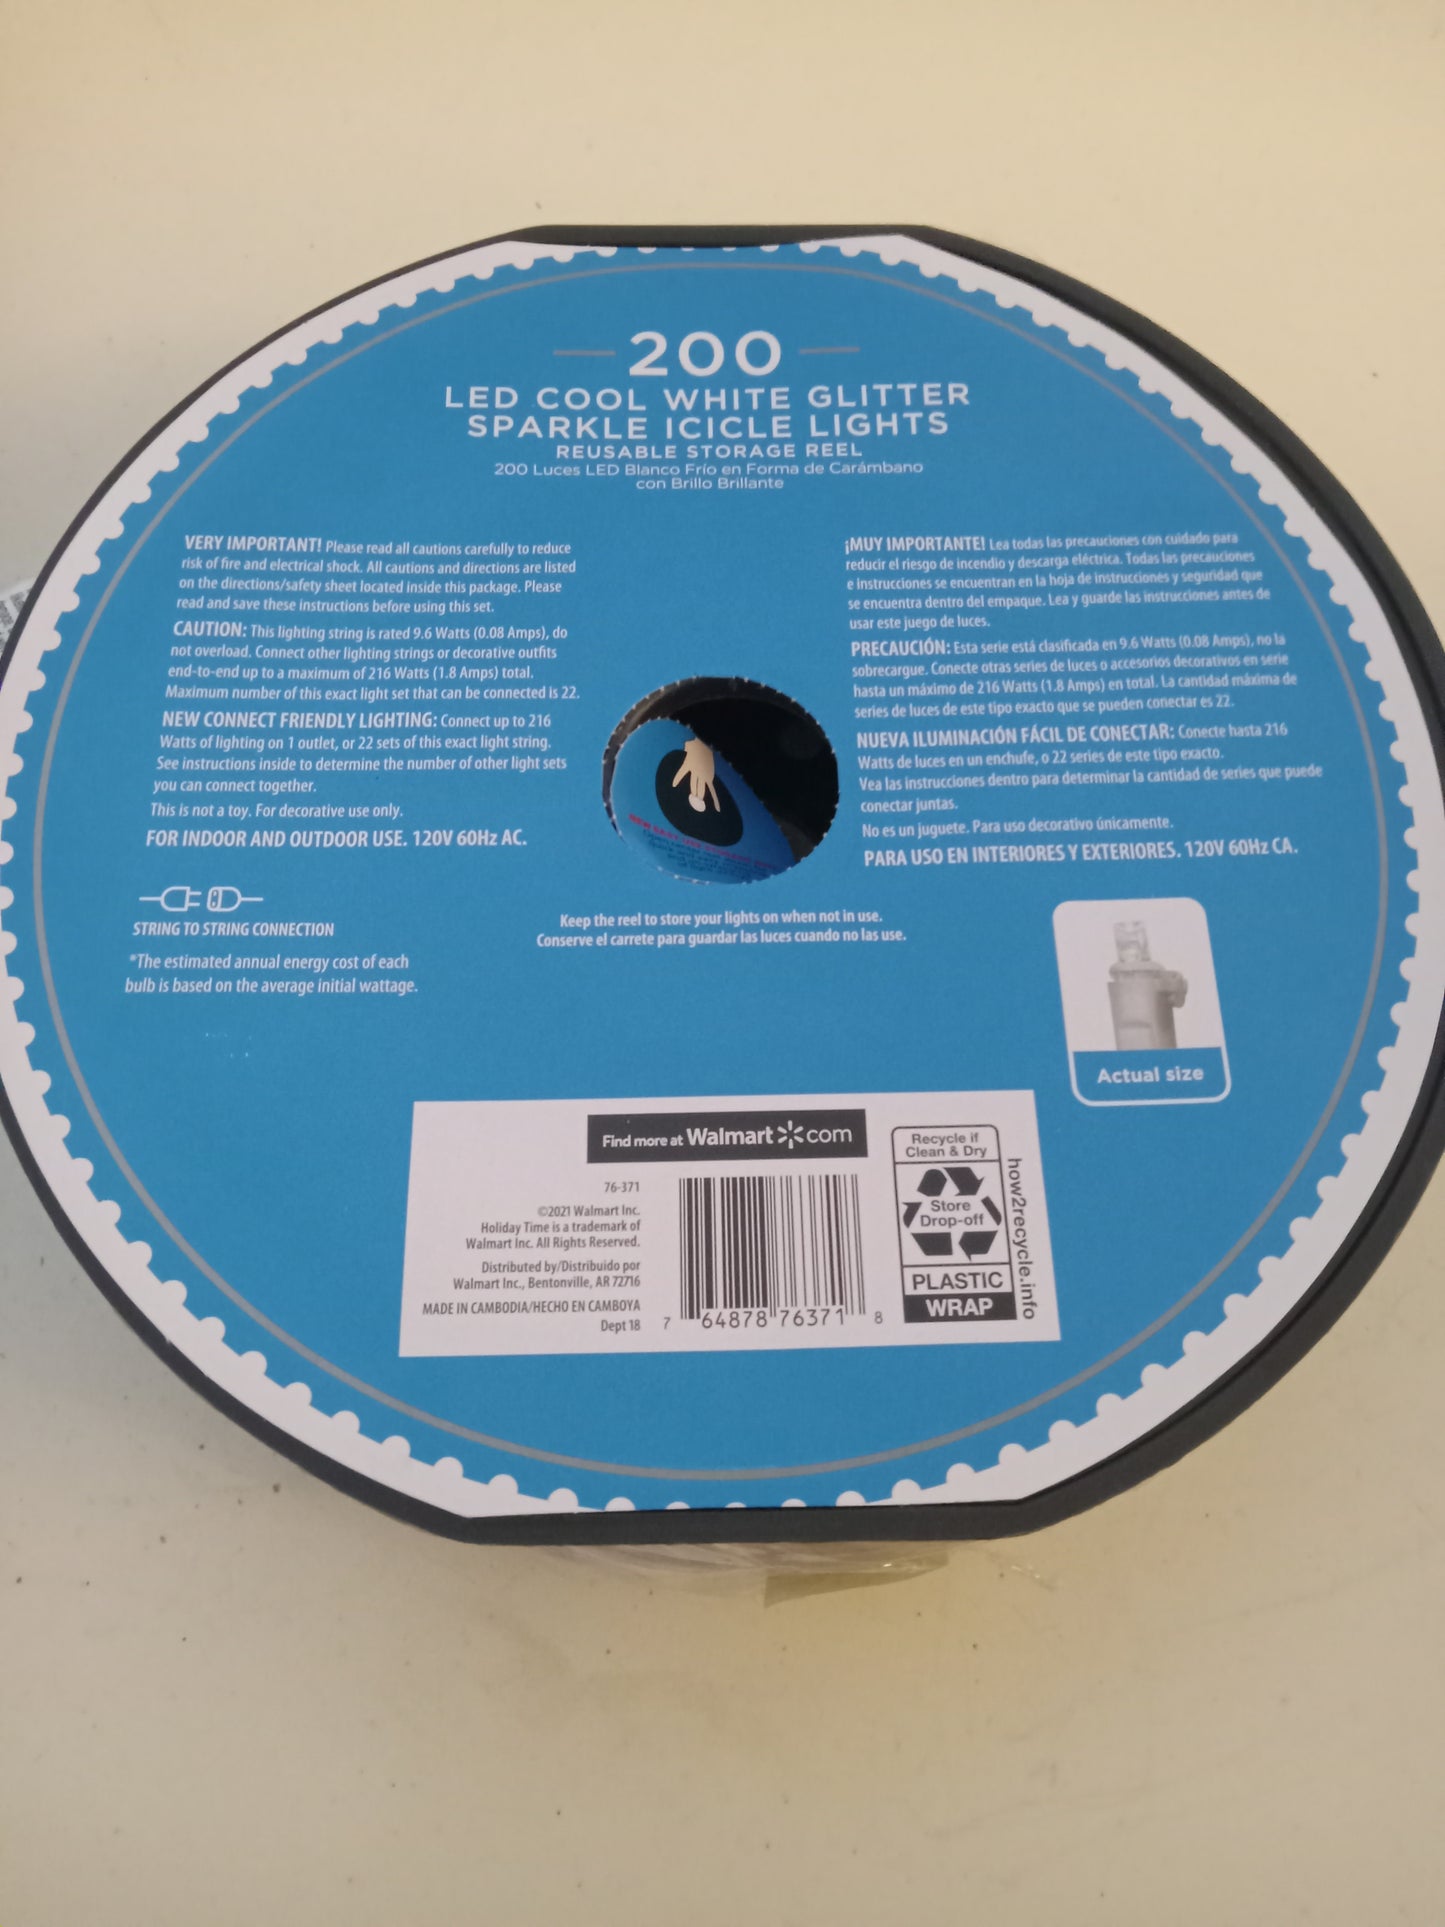 200
LED COOL WHITE GLITTER
SPARKLE ICICLE LIGHTS
REUSABLE STORAGE REEL
200 Luces LED Blanco Frío en Forma de Carámbano
con Brillo Brillante
VERY IMPORTANT! Please read all cautions carefully to reduce
risk of fire and electrical shock. All cautions and directions are listed
on the directions/safety sheet located inside this package. Please
read and save these instructions before using this set.
CAUTION: This lighting string is rated 9.6 Watts (0.08 Amps), do
not overload. Connect other lighting strings or decorative outfits
end-to-end up to a maximum of 216 Watts (1.8 Amps) total.
Maximum number of this exact light set that can be connected is 22.
NEW CONNECT FRIENDLY LIGHTING: Connect up to 216
Watts of lighting on 1 outlet, or 22 sets of this exact light string.
See instructions inside to determine the number of other light sets
you can connect together.
This is not a toy. For decorative use only.
FOR INDOOR AND OUTDOOR USE. 120V 60Hz AC.
STRING TO STRING CONNECTION
*The estimated annual energy cost of each
bulb is based on the average initial wattage.
¡MUY IMPORTANTE! Lea todas las precauciones con cuidado para
reducir el riesgo de incendio y descarga eléctrica. Todas las precauciones
e instrucciones se encuentran en la hoja de instrucciones y seguridad que
se encuentra dentro del empaque. Lea y guarde las instrucciones antes de
usar este juego de luces.
PRECAUCIÓN: Esta serie está clasificada en 9.6 Watts (0.08 Amps), no la
sobrecargue. Conecte otras series de luces o accesorios decorativos en serie
hasta un máximo de 216 Watts (1.8 Amps) en total. La cantidad máxima de
series de luces de este tipo exacto que se pueden conectar es 22.
NUEVA ILUMINACIÓN FÁCIL DE CONECTAR: Conecte hasta 216
Watts de luces en un enchufe, o 22 series de este tipo exacto.
Vea las instrucciones dentro para determinar la cantidad de series que puede
conectar juntas.
No es un juguete. Para uso decorativo únicamente.
PARA USO EN INTERIORES Y EXTERIORES. 120V 60Hz CA.
Keep the reel to store your lights on when not in use.
Conserve el carrete para guardar las luces cuando no las use.
Actual size
Find more at Walmart com
76-371
©2021 Walmart Inc.
Holiday Time is a trademark of
Walmart Inc. All Rights Reserved.
Distributed by/Distribuido por
Walmart Inc., Bentonville, AR 72716
MADE IN CAMBODIA/HECHO EN CAMBOYA
Dept 18
7 64878 76371 8
Recycle if
Clean & Dry
Store
Drop-off
PLASTIC
WRAP
how2recycle.info